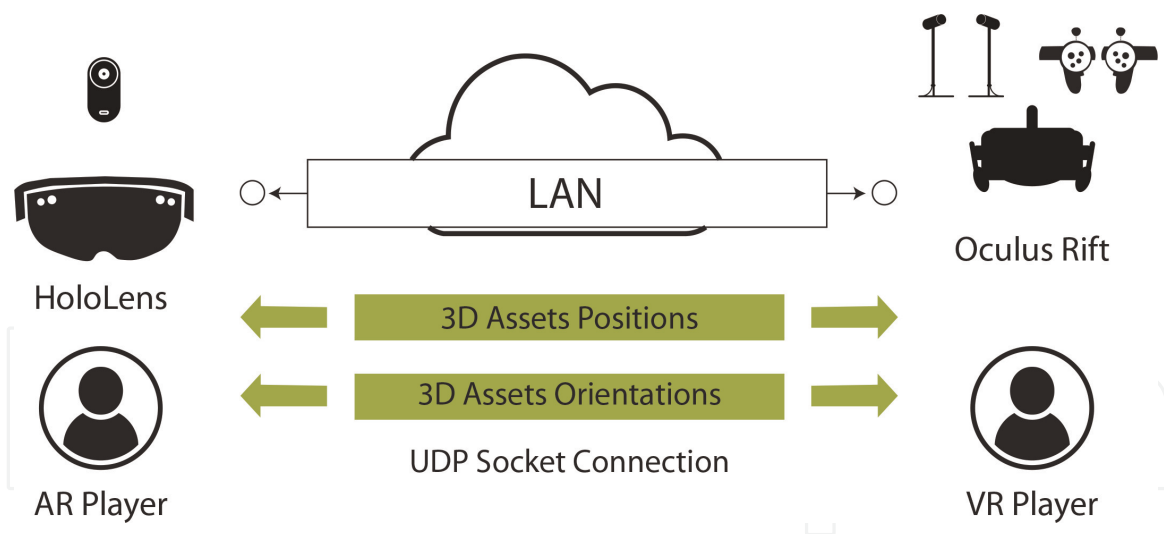 LAN
HoloLens
Oculus Rift
3D Assets Positions
3D Assets Orientations
UDP Socket Connection
AR Player
VR Player